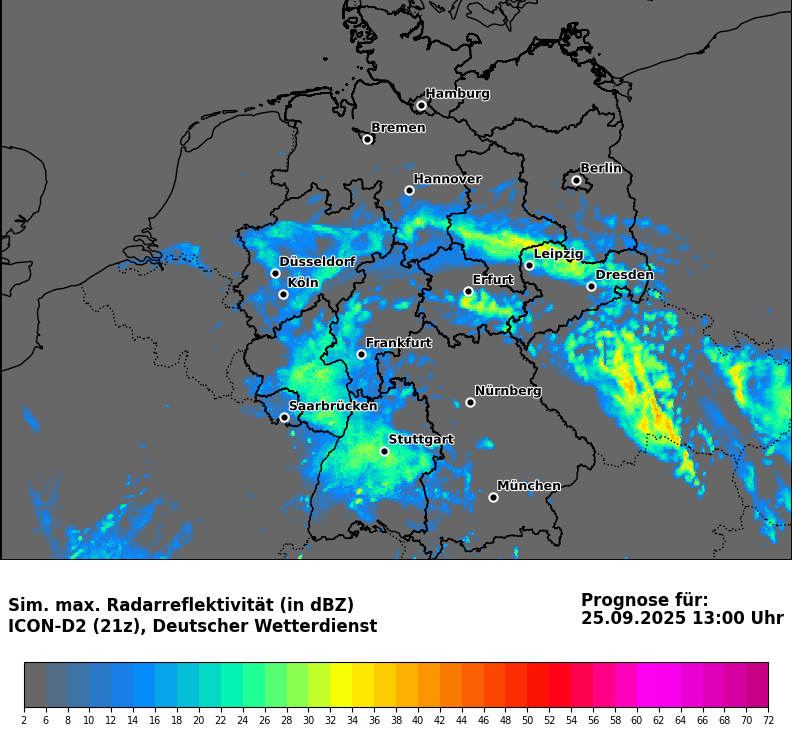 Hamburg
Bremen
Berlin
Hannover
Leipzig
Düsseldorf
Dresden
Köln
Erfurt
Frankfurt
Nürnberg
Saarbrücken
Stuttgart
München
Sim. max. Radarreflektivität (in dBZ)
ICON-D2 (21z), Deutscher Wetterdienst
Prognose für:
25.09.2025 13:00 Uhr
2 6 8 10 12 14 16 18 20 22 24 26 28 30 32 34 36 38 40 42 44 46 48 50 52 54 56 58 60 62 64 66 68 70 72